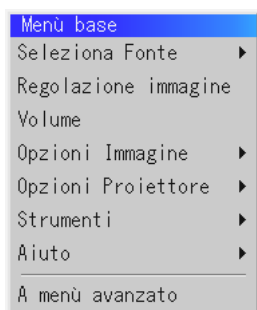 Menù base
Seleziona Fonte
Regolazione immagine
Volume
Opzioni Immagine
Opzioni Proiettore
Strumenti
Aiuto
A menù avanzato